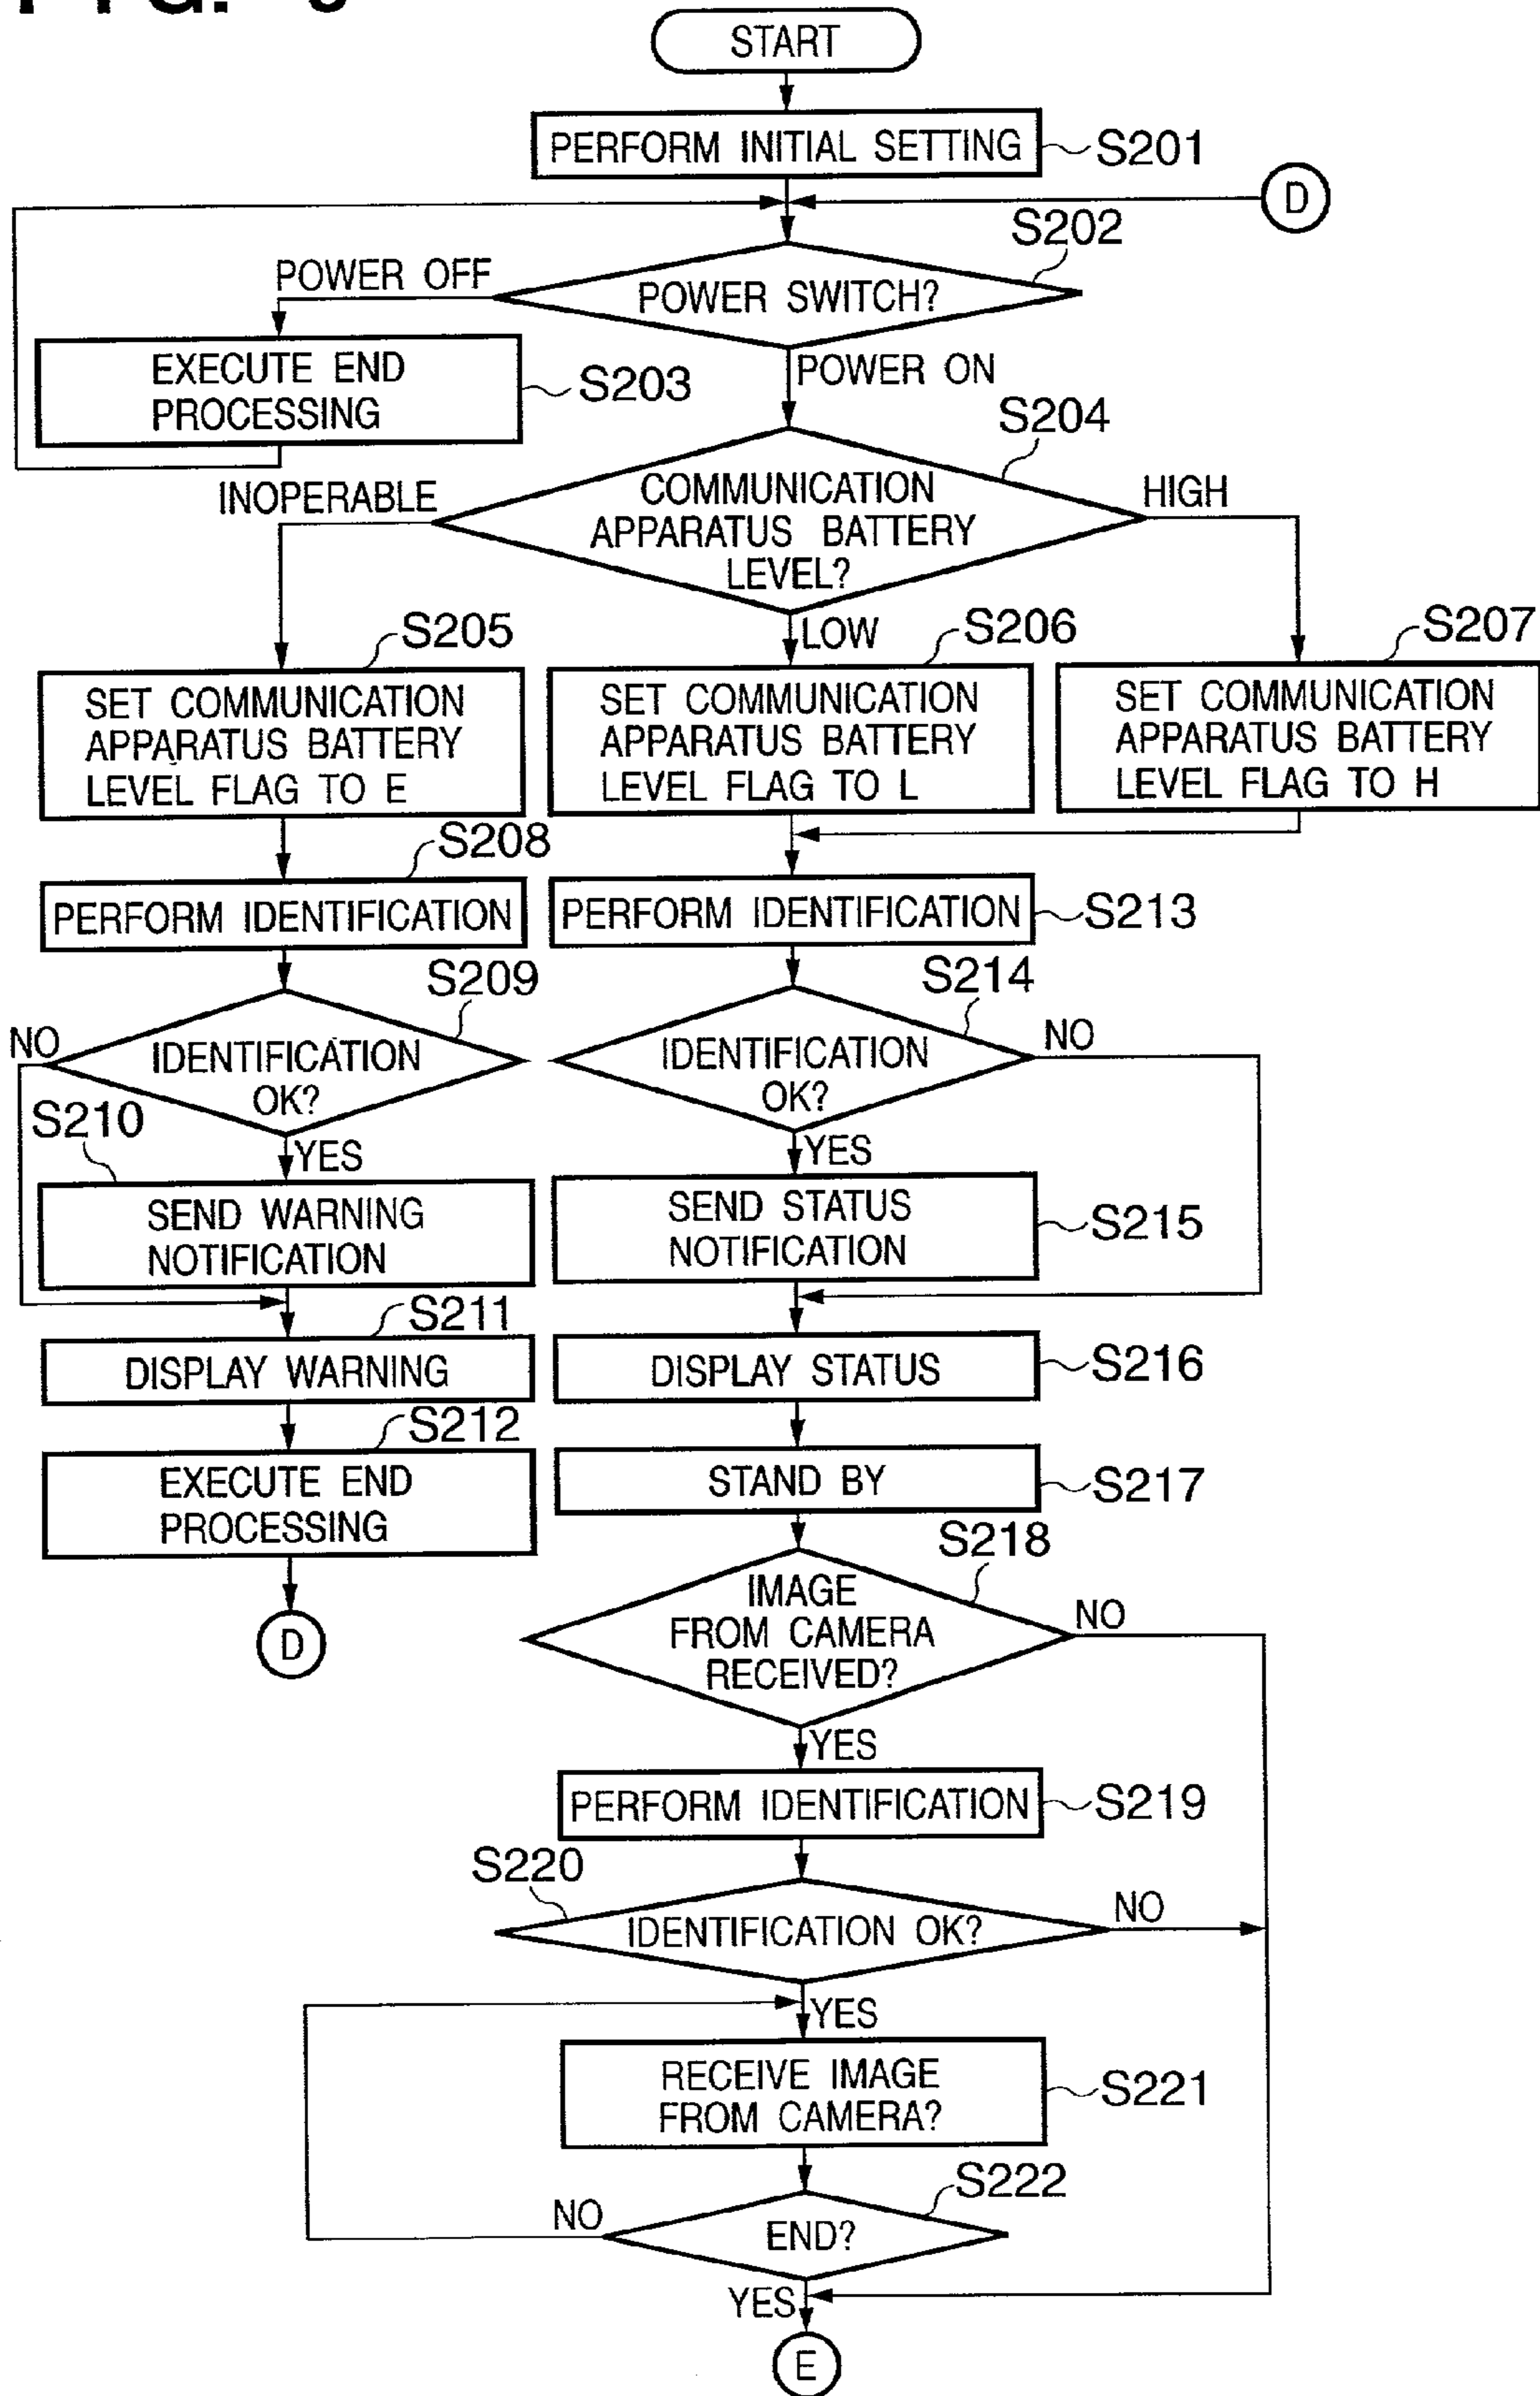 START
PERFORM INITIAL SETTING
S201
D
S202
POWER OFF
POWER SWITCH?
EXECUTE END
PROCESSING
S203
POWER ON
S204
INOPERABLE
COMMUNICATION
APPARATUS BATTERY
LEVEL?
HIGH
S205
LOW
S206
S207
SET COMMUNICATION
APPARATUS BATTERY
LEVEL FLAG TO E
SET COMMUNICATION
APPARATUS BATTERY
LEVEL FLAG TO L
SET COMMUNICATION
APPARATUS BATTERY
LEVEL FLAG TO H
S208
PERFORM IDENTIFICATION
PERFORM IDENTIFICATION
S213
S209
S214
NO
IDENTIFICATION
OK?
IDENTIFICATION
OK?
NO
S210
YES
YES
SEND WARNING
NOTIFICATION
SEND STATUS
NOTIFICATION
S215
S211
DISPLAY WARNING
DISPLAY STATUS
S216
S212
EXECUTE END
PROCESSING
STAND BY
S217
S218
D
IMAGE
FROM CAMERA
RECEIVED?
NO
YES
PERFORM IDENTIFICATION
S219
S220
IDENTIFICATION OK?
NO
YES
RECEIVE IMAGE
FROM CAMERA?
S221
S222
NO
END?
YES
E